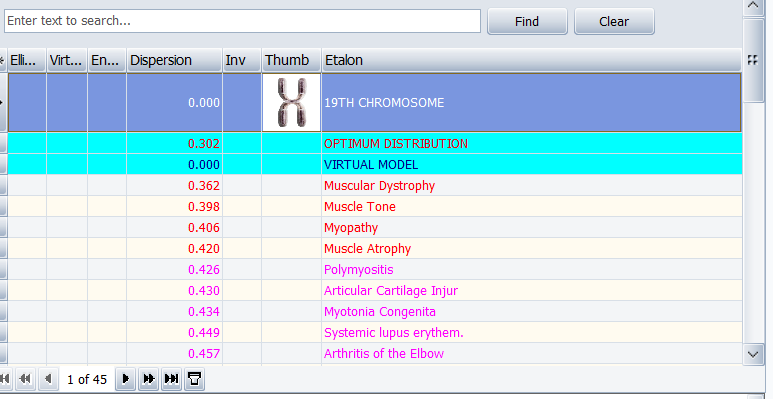 Enter text to search...
Find
Clear
Elli... Virt... En... Dispersion Inv Thumb Etalon
0.000 19TH CHROMOSOME
0.302 OPTIMUM DISTRIBUTION
0.000 VIRTUAL MODEL
0.362 Muscular Dystrophy
0.398 Muscle Tone
0.406 Myopathy
0.420 Muscle Atrophy
0.426 Polymyositis
0.430 Articular Cartilage Injur
0.434 Myotonia Congenita
0.449 Systemic lupus erythem.
0.457 Arthritis of the Elbow
1 of 45